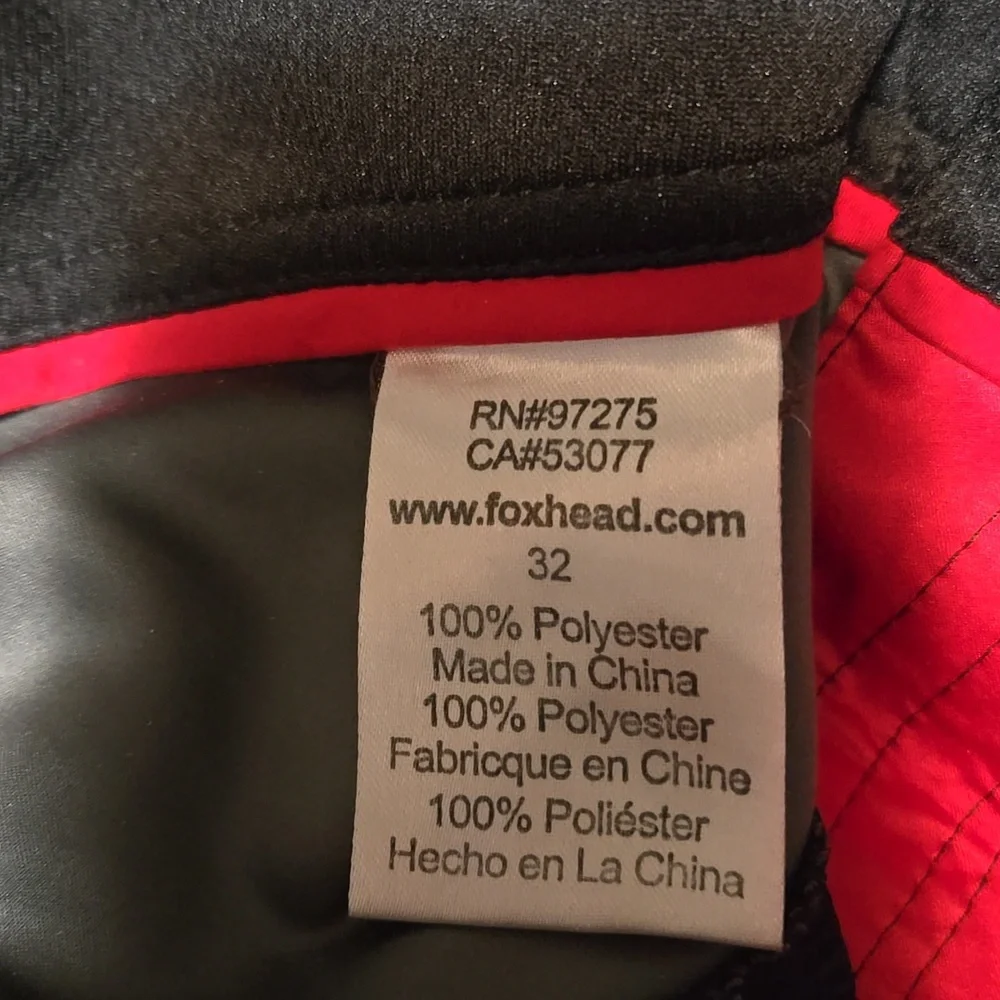 RN#97275
CA#53077
www.foxhead.com
32
100% Polyester
Made in China
100% Polyester
Fabricque en Chine
100% Poliéster
Hecho en La China